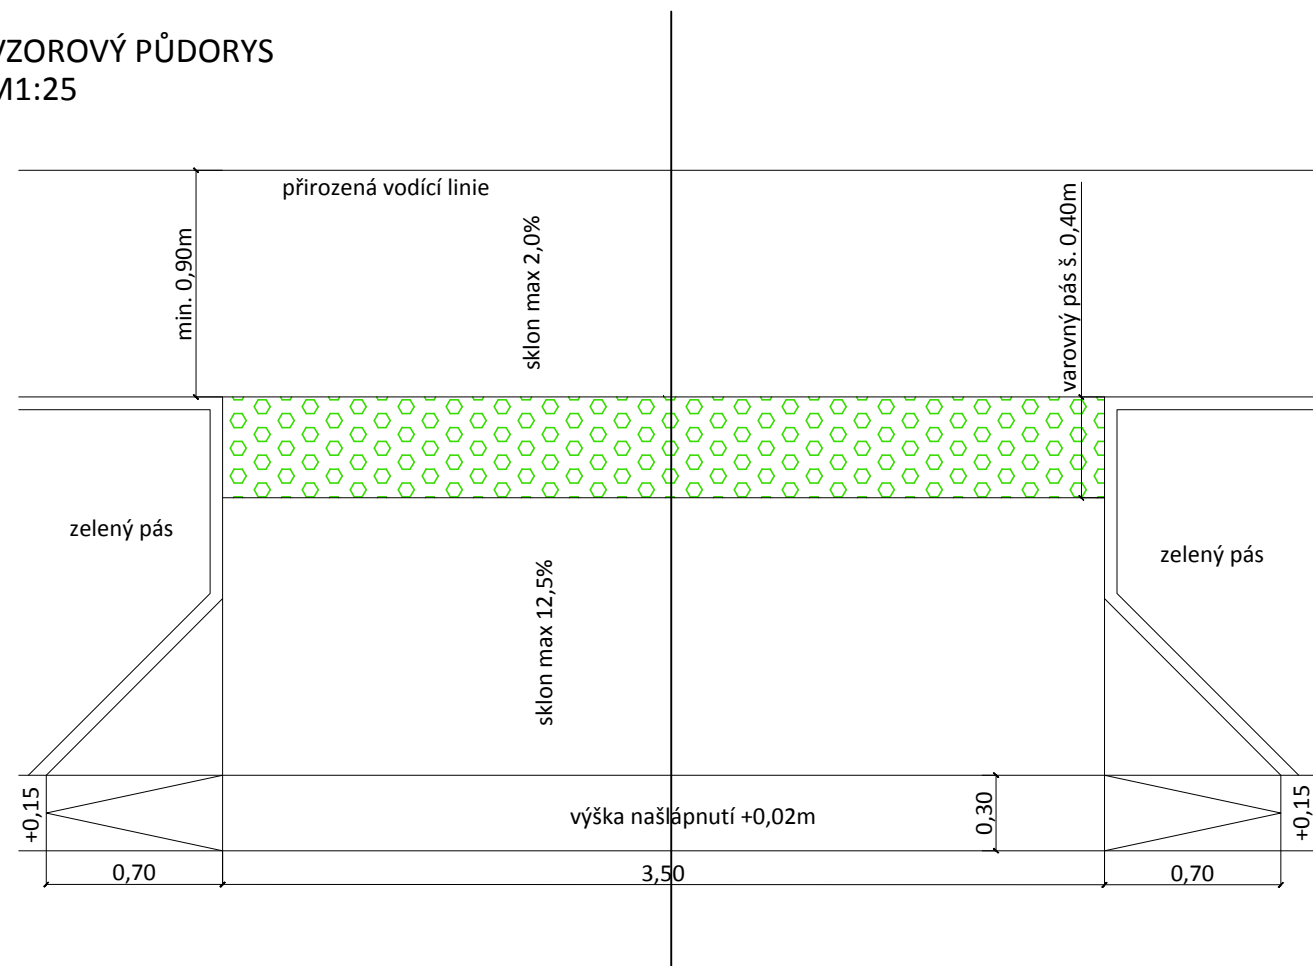 VZOROVÝ PŮDORYS
M1:25
přirozená vodící linie
min. 0,90m
sklon max 2,0%
varovný pás š. 0,40m
zelený pás
zelený pás
sklon max 12,5%
+0,15
výška našlápnutí +0,02m
0,30
+0,15
0,70
3,50
0,70